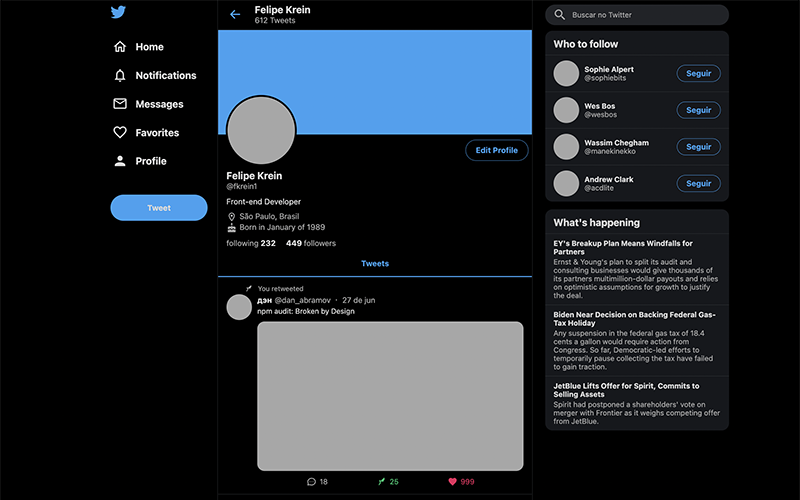 Home
Notifications
Messages
Favorites
Profile
Tweet
Felipe Krein
612 Tweets
Edit Profile
Felipe Krein
@fkrein1
Front-end Developer
São Paulo, Brasil
Born in January of 1989
following 232 449 followers
Tweets
You retweeted
дэн @dan_abramov · 27 de jun
npm audit: Broken by Design
18 25 999
Buscar no Twitter
Who to follow
Sophie Alpert
@sophiebits
Seguir
Wes Bos
@wesbos
Seguir
Wassim Chegham
@manekinekko
Seguir
Andrew Clark
@acdlite
Seguir
What's happening
EY's Breakup Plan Means Windfalls for
Partners
Ernst & Young's plan to split its audit and
consulting businesses would give thousands of
its partners multimillion-dollar payouts and relies
on optimistic assumptions for growth to justify
the deal.
Biden Near Decision on Backing Federal Gas-
Tax Holiday
Any suspension in the federal gas tax of 18.4
cents a gallon would require action from
Congress. So far, Democratic-led efforts to
temporarily pause collecting the tax have failed
to gain traction.
JetBlue Lifts Offer for Spirit, Commits to
Selling Assets
Spirit had postponed a shareholders' vote on
merger with Frontier as it weighs competing offer
from JetBlue.